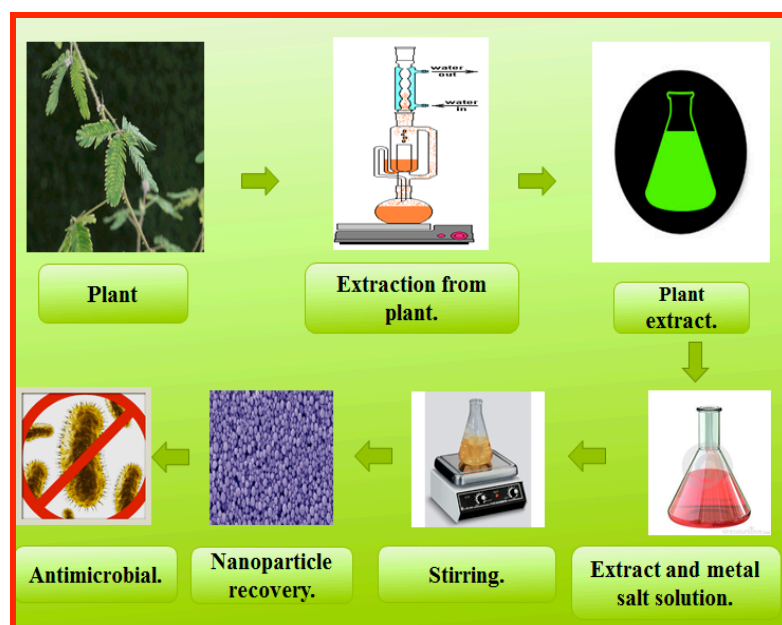 water
out
water
in
Plant
Extraction from
plant.
Plant
extract.
Antimicrobial.
Nanoparticle
recovery.
Stirring.
Extract and metal
salt solution.